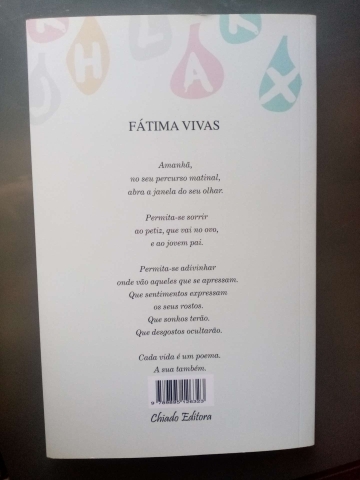 FÁTIMA VIVAS
Amanhã,
no seu percurso matinal,
abra a janela do seu olhar.
Permita-se sorrir
ao petiz, que vai no ovo,
e ao jovem pai.
Permita-se adivinhar
onde vão aqueles que se apressam.
Que sentimentos expressam
os seus rostos.
Que sonhos terão.
Que desgostos ocultarão.
Cada vida é um poema.
A sua também.
Chiado Editora